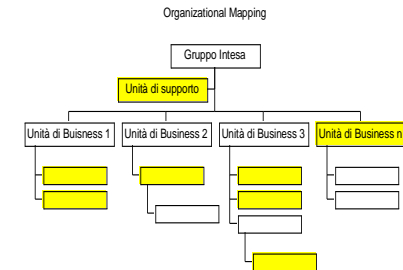 Organizational Mapping
Gruppo Intesa
Unità di supporto
Unità di Buisness 1
Unità di Business 2
Unità di Business 3
Unità di Business n